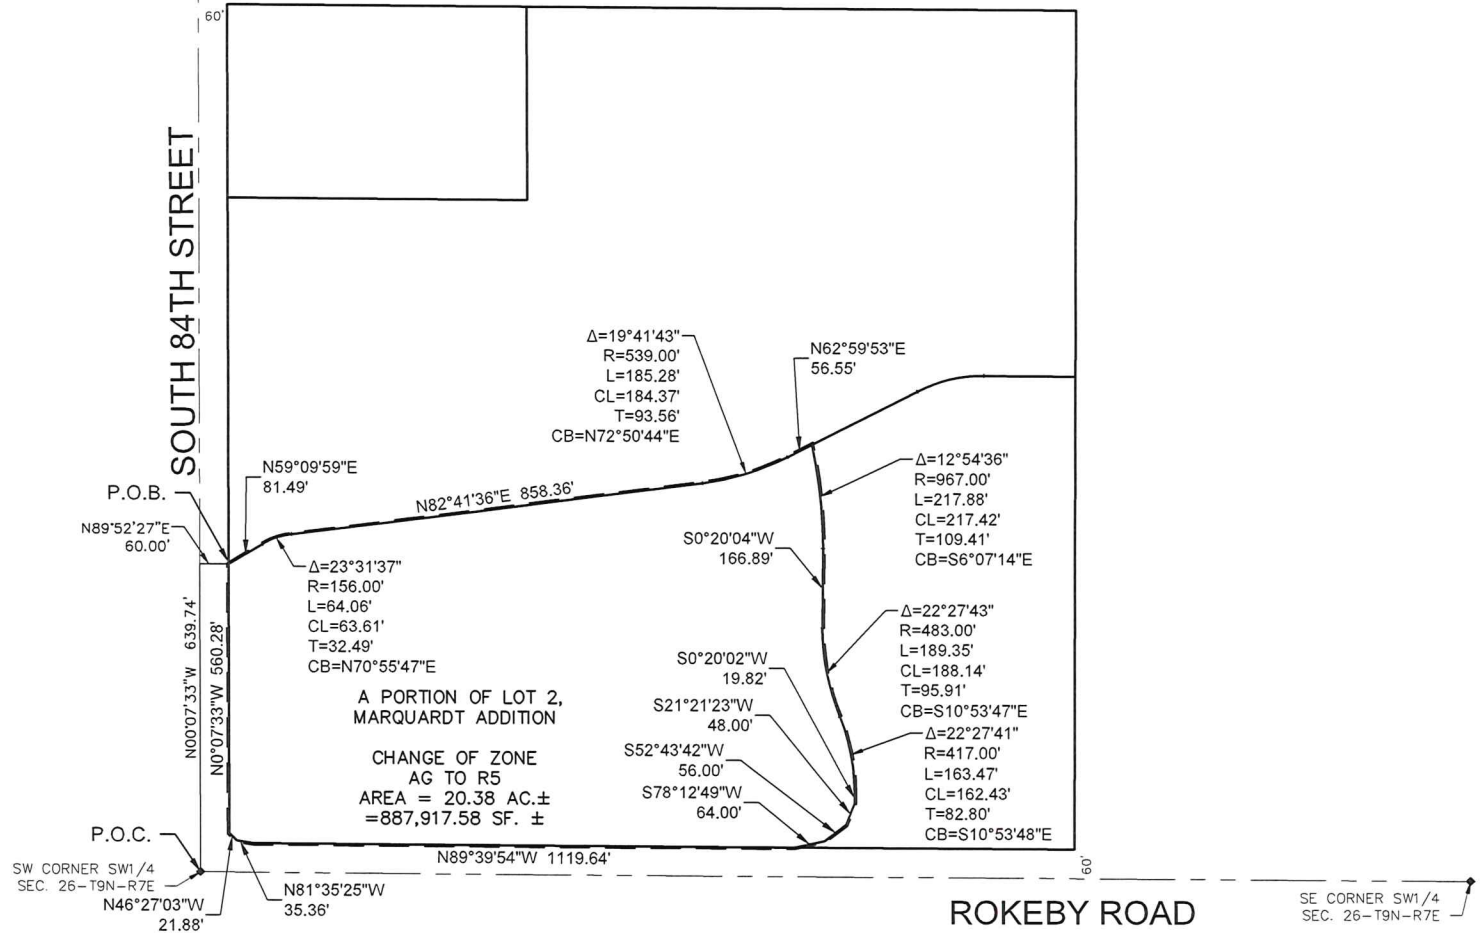 60'
SOUTH 84TH STREET
Δ=19°41'43"
R=539.00'
L=185.28'
CL=184.37'
T=93.56'
CB=N72°50'44"E
N62°59'53"E
56.55'
N59°09'59"E
81.49'
P.O.B.
N82°41'36"E 858.36'
N89°52'27"E
60.00'
Δ=12°54'36"
R=967.00'
L=217.88'
CL=217.42'
T=109.41'
CB=S6°07'14"E
S0°20'04"W
166.89'
Δ=23°31'37"
R=156.00'
L=64.06'
CL=63.61'
T=32.49'
CB=N70°55'47"E
N00°07'33"W 639.74'
N0°07'33"W 560.28'
Δ=22°27'43"
R=483.00'
L=189.35'
CL=188.14'
T=95.91'
CB=S10°53'47"E
S0°20'02"W
19.82'
A PORTION OF LOT 2,
MARQUARDT ADDITION
S21°21'23"W
48.00'
Δ=22°27'41"
R=417.00'
L=163.47'
CL=162.43'
T=82.80'
CB=S10°53'48"E
CHANGE OF ZONE
AG TO R5
AREA = 20.38 AC.±
=887,917.58 SF. ±
S52°43'42"W
56.00'
S78°12'49"W
64.00'
P.O.C.
SW CORNER SW1/4
SEC. 26-T9N-R7E
N89°39'54"W 1119.64'
60'
N46°27'03"W
21.88'
N81°35'25"W
35.36'
ROKEBY ROAD
SE CORNER SW1/4
SEC. 26-T9N-R7E